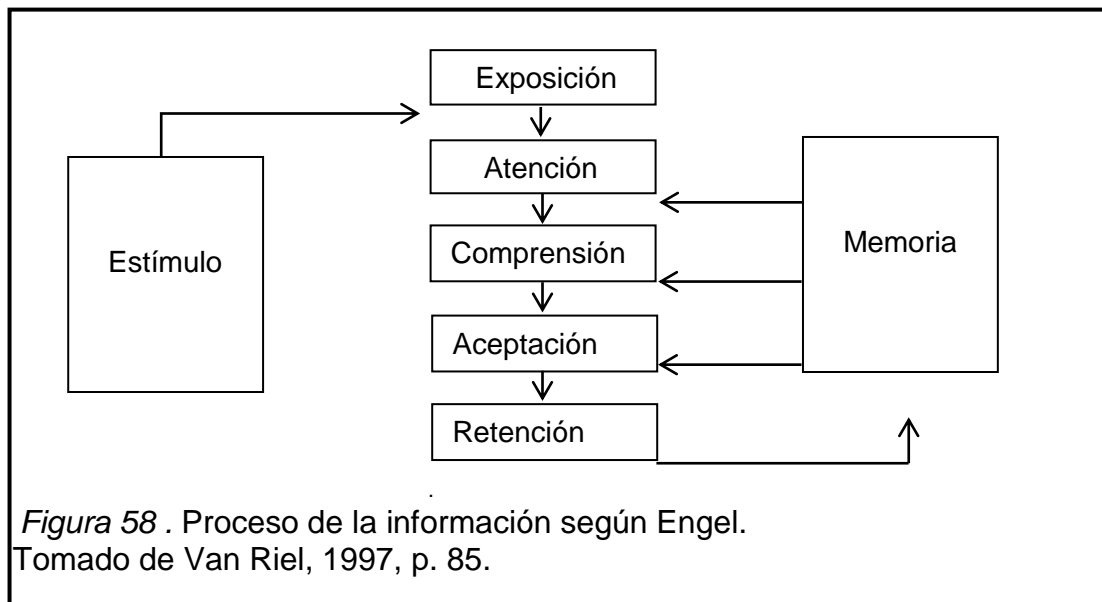 Exposición
Atención
Comprensión
Aceptación
Retención
Estímulo
Memoria
.
Figura 58 . Proceso de la información según Engel.
Tomado de Van Riel, 1997, p. 85.